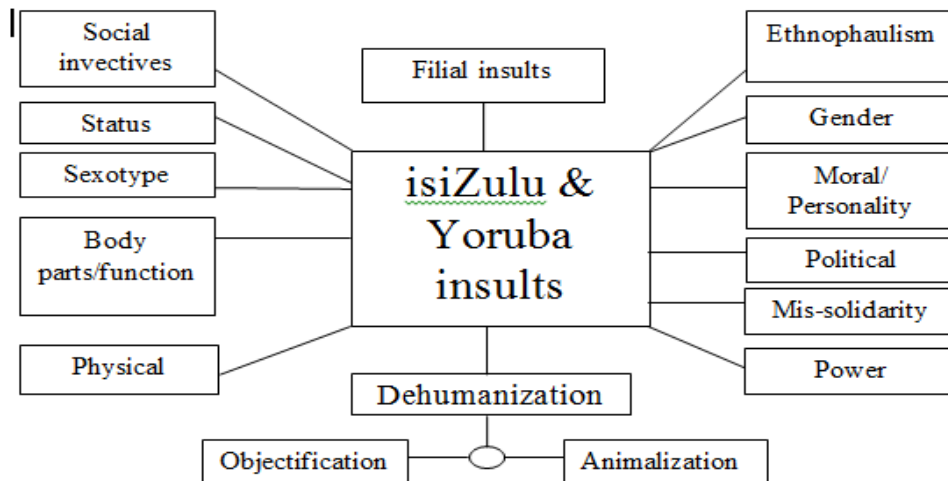 Social
invectives
Status
Sexotype
Body
parts/function
Physical
Filial insults
isiZulu &
Yoruba
insults
Dehumanization
Objectification
Animalization
Ethnophaulism
Gender
Moral/
Personality
Political
Mis-solidarity
Power